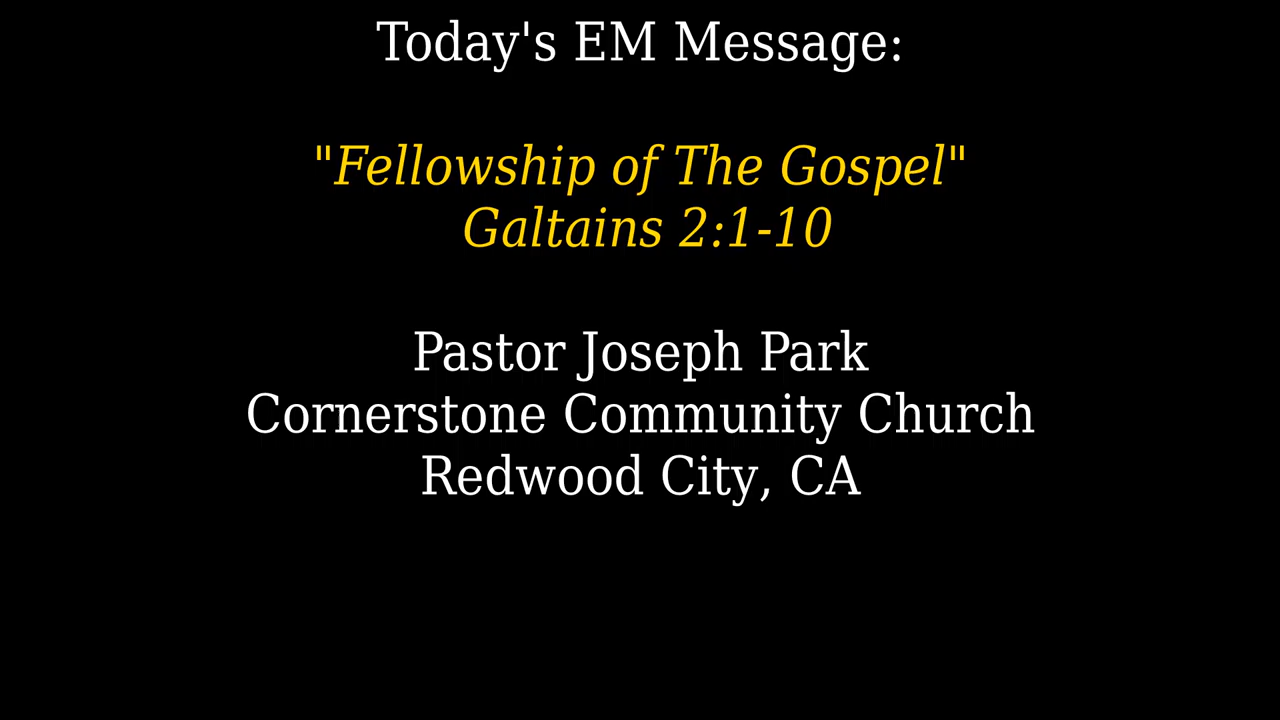 Today's EM Message:
"Fellowship of The Gospel"
Galtains 2:1-10
Pastor Joseph Park
Cornerstone Community Church
Redwood City, CA